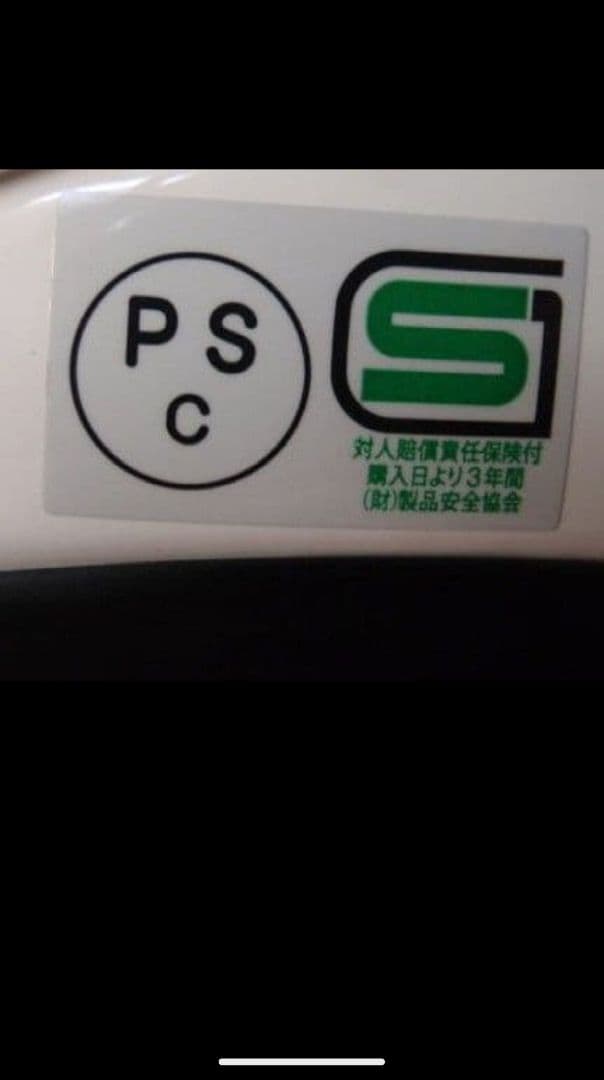 PS
C
SG
対人賠償責任保険付
購入日より3年間
(財)製品安全協会